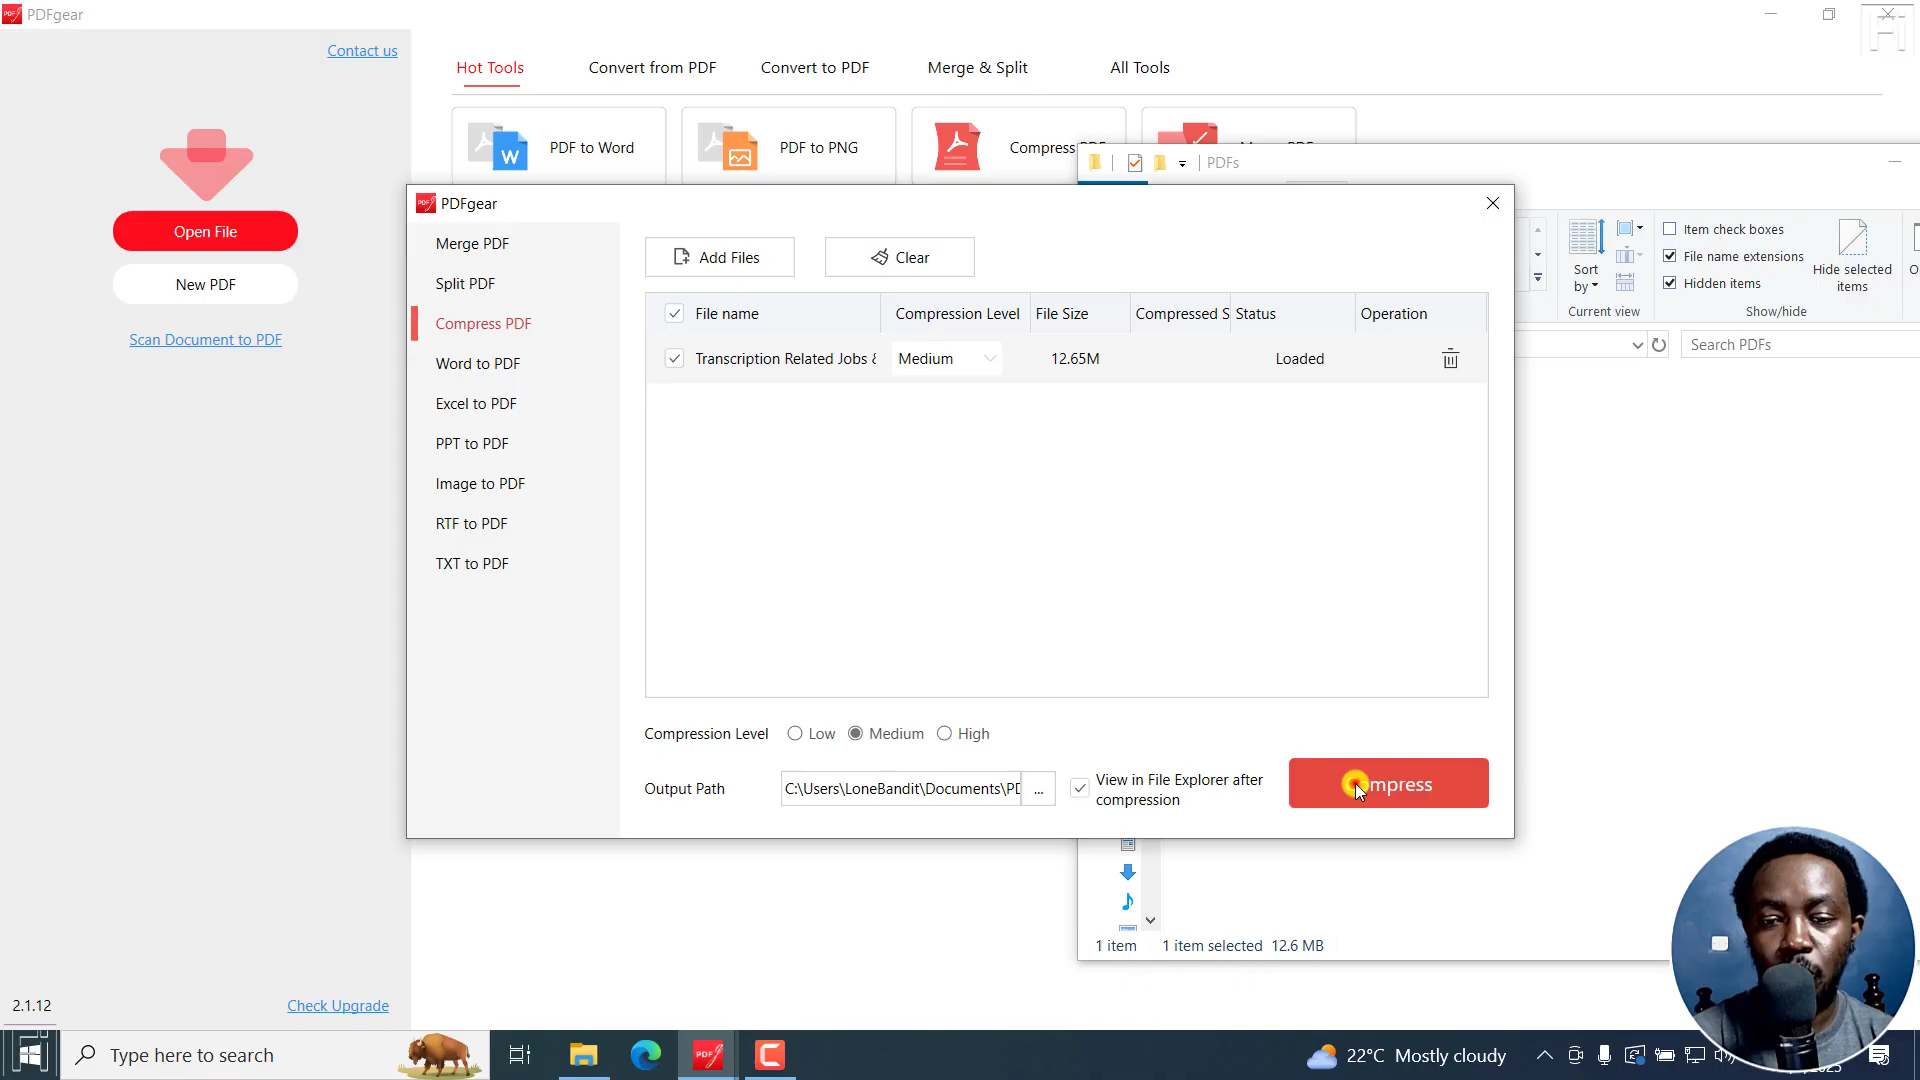 PDFgear
Contact us
Hot Tools
Convert from PDF
Convert to PDF
Merge & Split
All Tools
PDF to Word
PDF to PNG
Compress
PDFs
PDFgear
Merge PDF
Split PDF
Compress PDF
Word to PDF
Excel to PDF
PPT to PDF
Image to PDF
RTF to PDF
TXT to PDF
Add Files
Clear
File name
Compression Level
File Size
Compressed S
Status
Operation
Transcription Related Jobs &
Medium
12.65M
Loaded
Compression Level
Low
Medium
High
Output Path
C:\Users\LoneBandit\Documents\PD
...
View in File Explorer after
compression
mpress
Open File
New PDF
Scan Document to PDF
Sort
by
Item check boxes
File name extensions
Hidden items
Hide selected
items
Current view
Show/hide
Search PDFs
1 item
1 item selected 12.6 MB
2.1.12
Check Upgrade
Type here to search
22°C Mostly cloudy